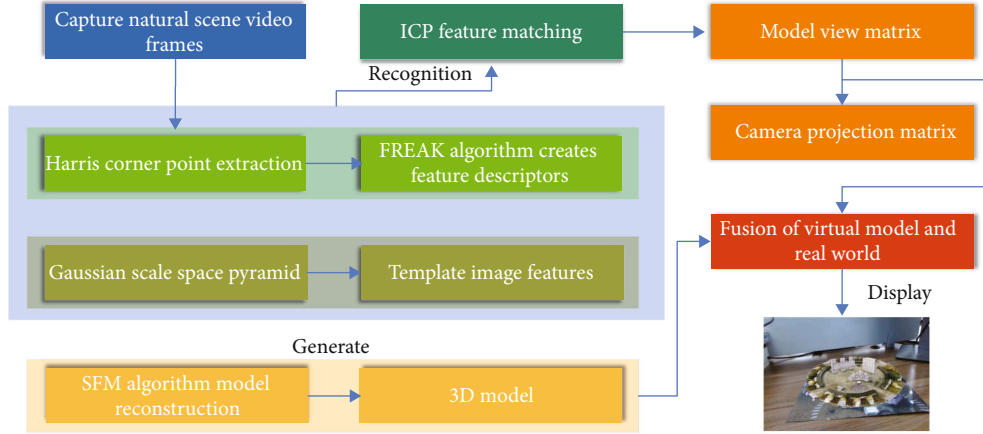 Capture natural scene video
frames
ICP feature matching
Model view matrix
Recognition
Camera projection matrix
Harris corner point extraction
FREAK algorithm creates
feature descriptors
Fusion of virtual model and
real world
Gaussian scale space pyramid
Template image features
Display
Generate
SFM algorithm model
reconstruction
3D model